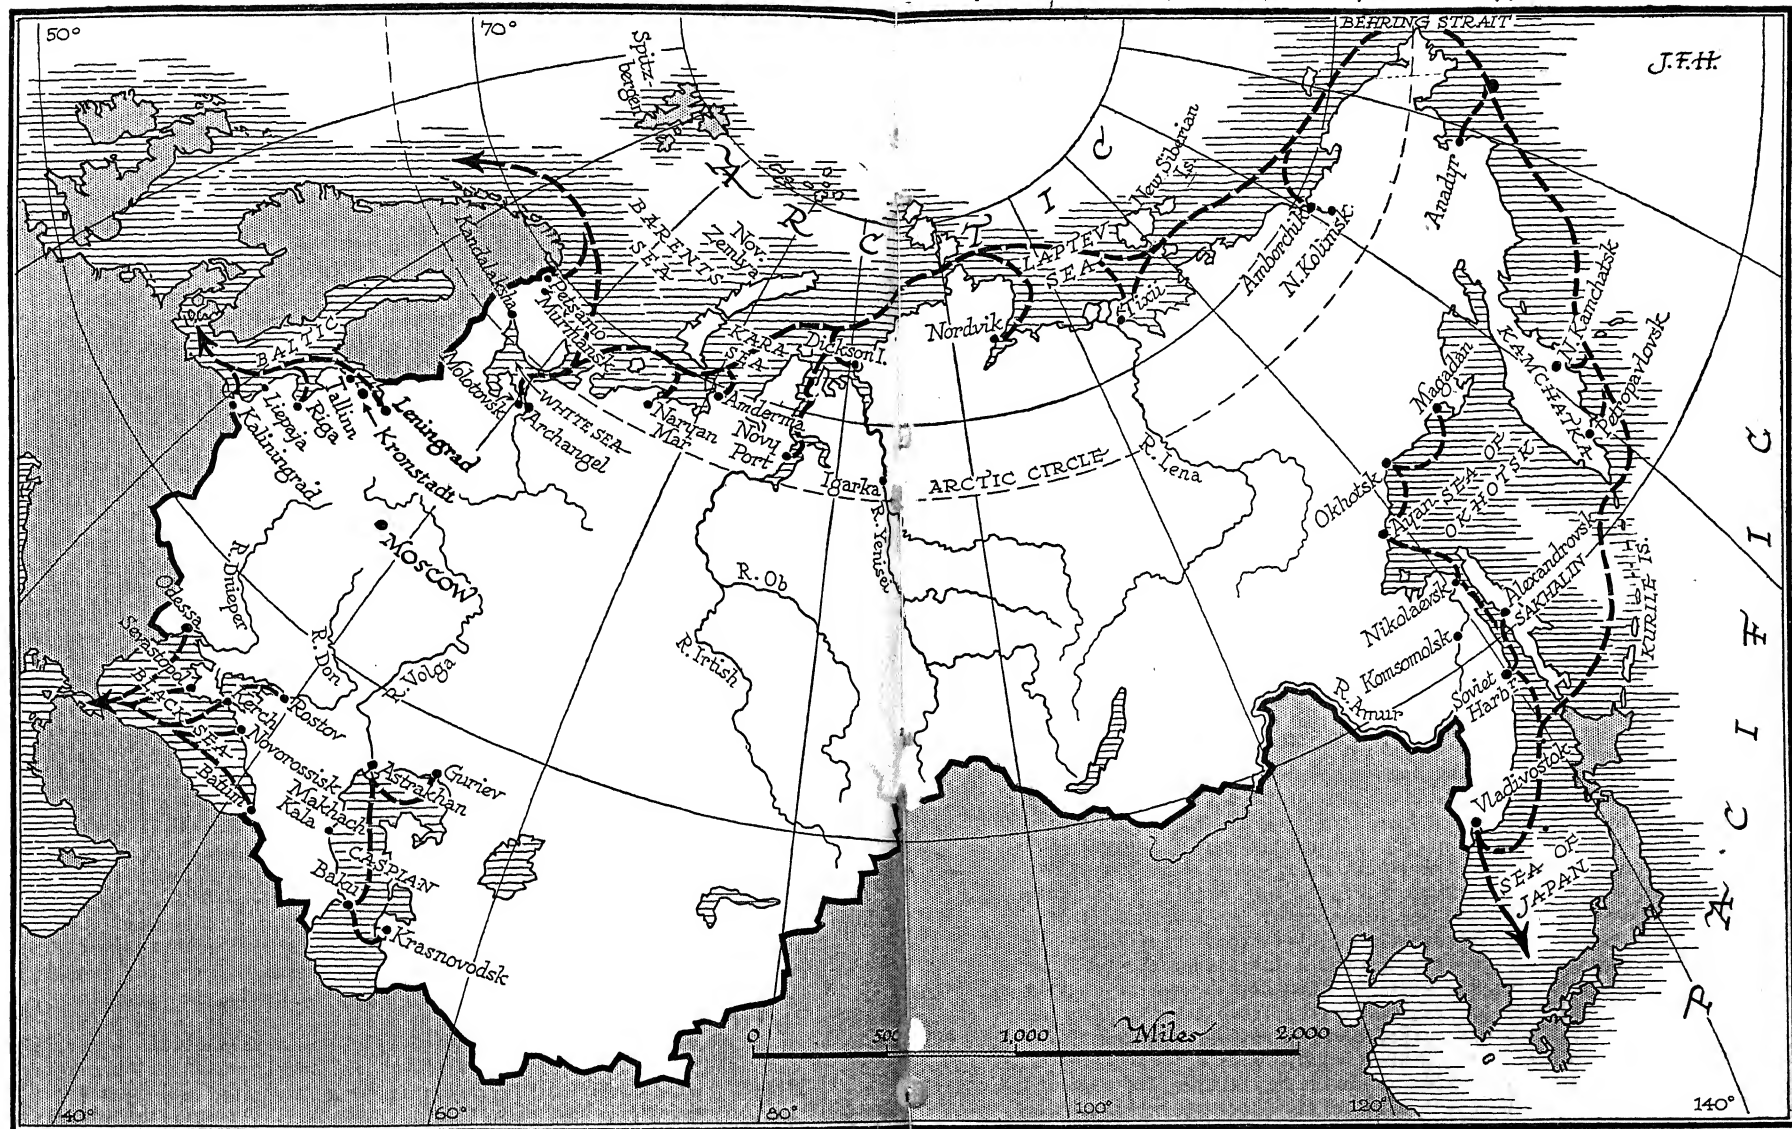 50°
70°
BEHRING STRAIT
J.F.H.
Spitz-
bergen
ARCTIC
BARENTS
SEA
Nov.
Zemlya
KARA
SEA
LAPTEV
SEA
New Siberian
Is.
Anadyr
Amborchik
N.Kolimsk
Kandalaksha
Petsamo
Murmansk
Molotovsk
WHITE SEA
Archangel
Naryan
Mar
Amderma
Novy
Port
Dickson I.
Igarka
Nordvik
Tixii
ARCTIC CIRCLE
R. Lena
R. Yenisei
R. Ob
R. Irtish
BALTIC
Liepaja
Riga
Tallinn
Leningrad
Kronstadt
Kaliningrad
MOSCOW
R. Dnieper
R. Don
R. Volga
Odessa
Sevastopol
BLACK
SEA
Kerch
Rostov
Novorossisk
Batum
Makhach
Kala
Astrakhan
Guriev
CASPIAN
Baku
Krasnovodsk
Magadan
KAMCHATKA
N.Kamchatsk
Petropavlovsk
Okhotsk
Ayan
SEA OF
OKHOTSK
Nikolaevsk
Alexandrovsk
SAKHALIN
KURILE Is.
Komsomolsk
Soviet
Harbr
R. Amur
Vladivostok
SEA OF
JAPAN
PACIFIC
0 500 1,000 Miles 2,000
40°
60°
80°
100°
120°
140°